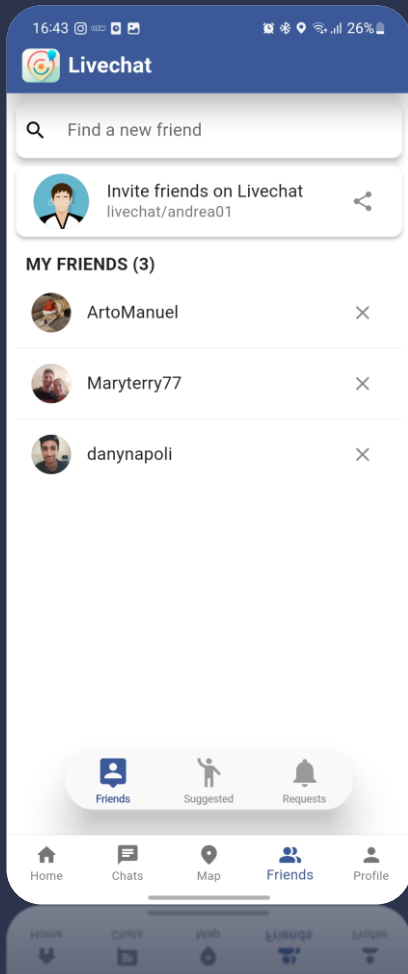 16:43
26%
Livechat
Find a new friend
Invite friends on Livechat
livechat/andrea01
MY FRIENDS (3)
ArtoManuel
Maryterry77
danynapoli
Friends Suggested Requests
Home Chats Map Friends Profile